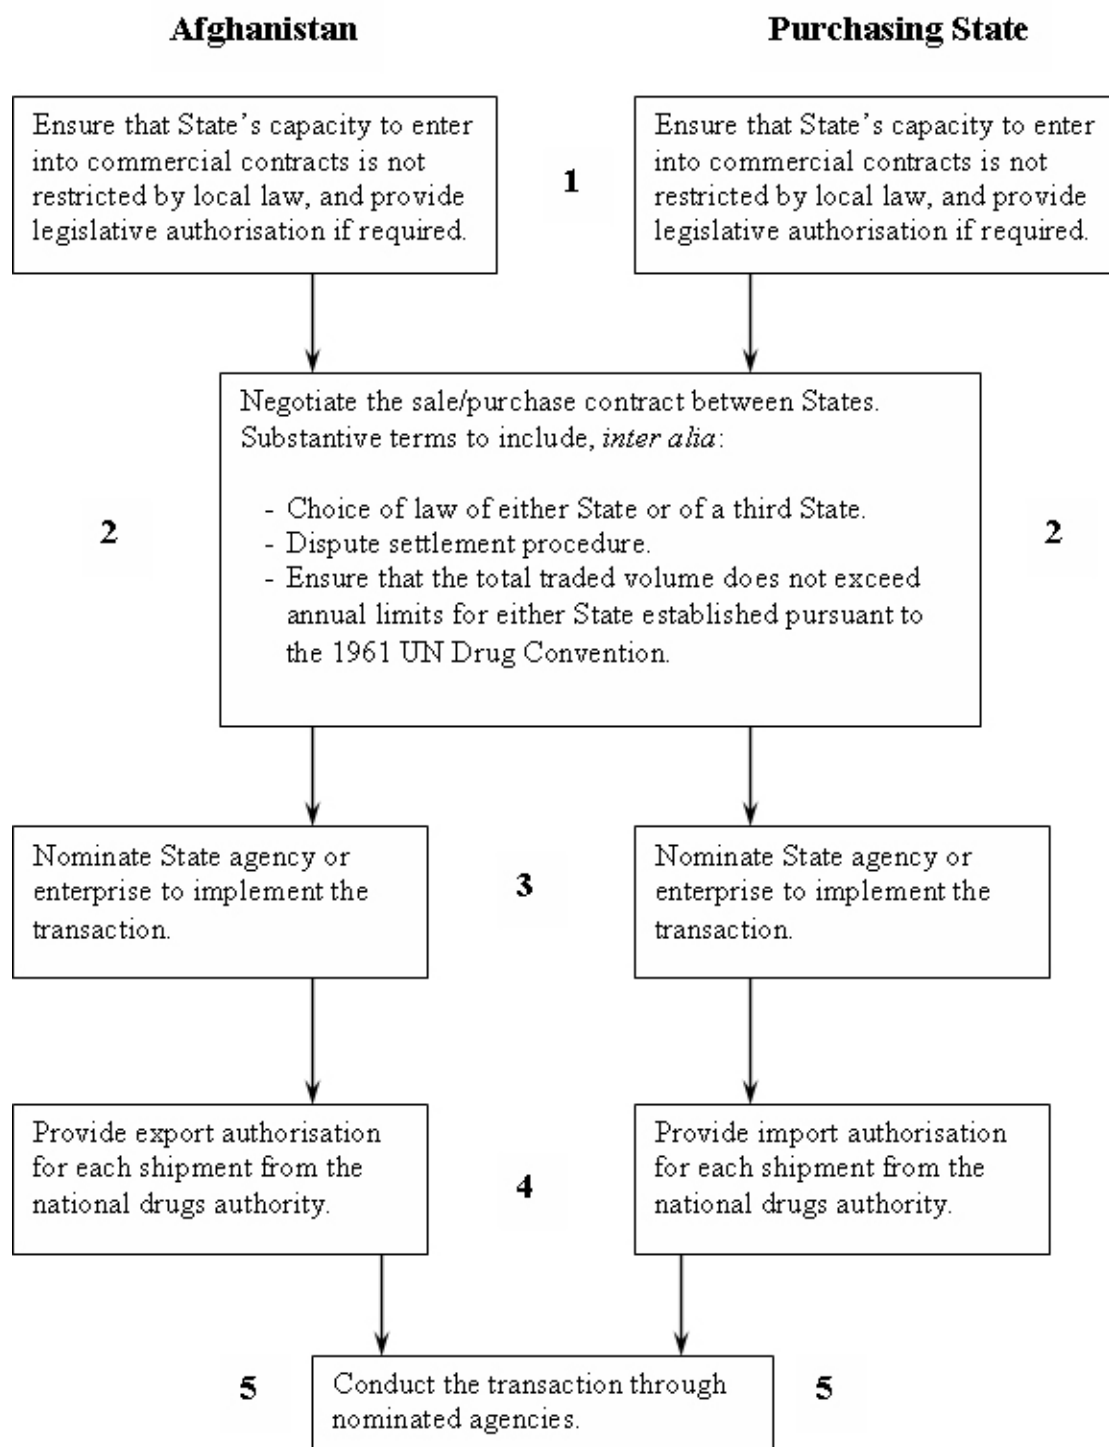 Afghanistan
Purchasing State
Ensure that State's capacity to enter
into commercial contracts is not
restricted by local law, and provide
legislative authorisation if required.
1
Ensure that State's capacity to enter
into commercial contracts is not
restricted by local law, and provide
legislative authorisation if required.
2
Negotiate the sale/purchase contract between States.
Substantive terms to include, inter alia:
- Choice of law of either State or of a third State.
- Dispute settlement procedure.
- Ensure that the total traded volume does not exceed
annual limits for either State established pursuant to
the 1961 UN Drug Convention.
2
Nominate State agency or
enterprise to implement the
transaction.
3
Nominate State agency or
enterprise to implement the
transaction.
Provide export authorisation
for each shipment from the
national drugs authority.
4
Provide import authorisation
for each shipment from the
national drugs authority.
5
Conduct the transaction through
nominated agencies.
5